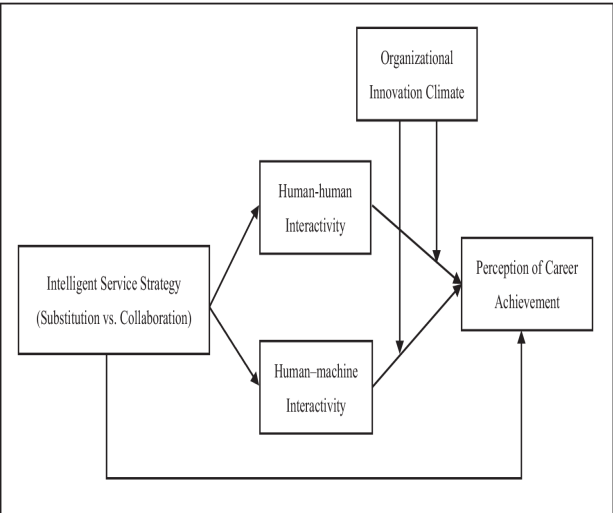 Organizational
Innovation Climate
Human-human
Interactivity
Intelligent Service Strategy
(Substitution vs. Collaboration)
Perception of Career
Achievement
Human–machine
Interactivity